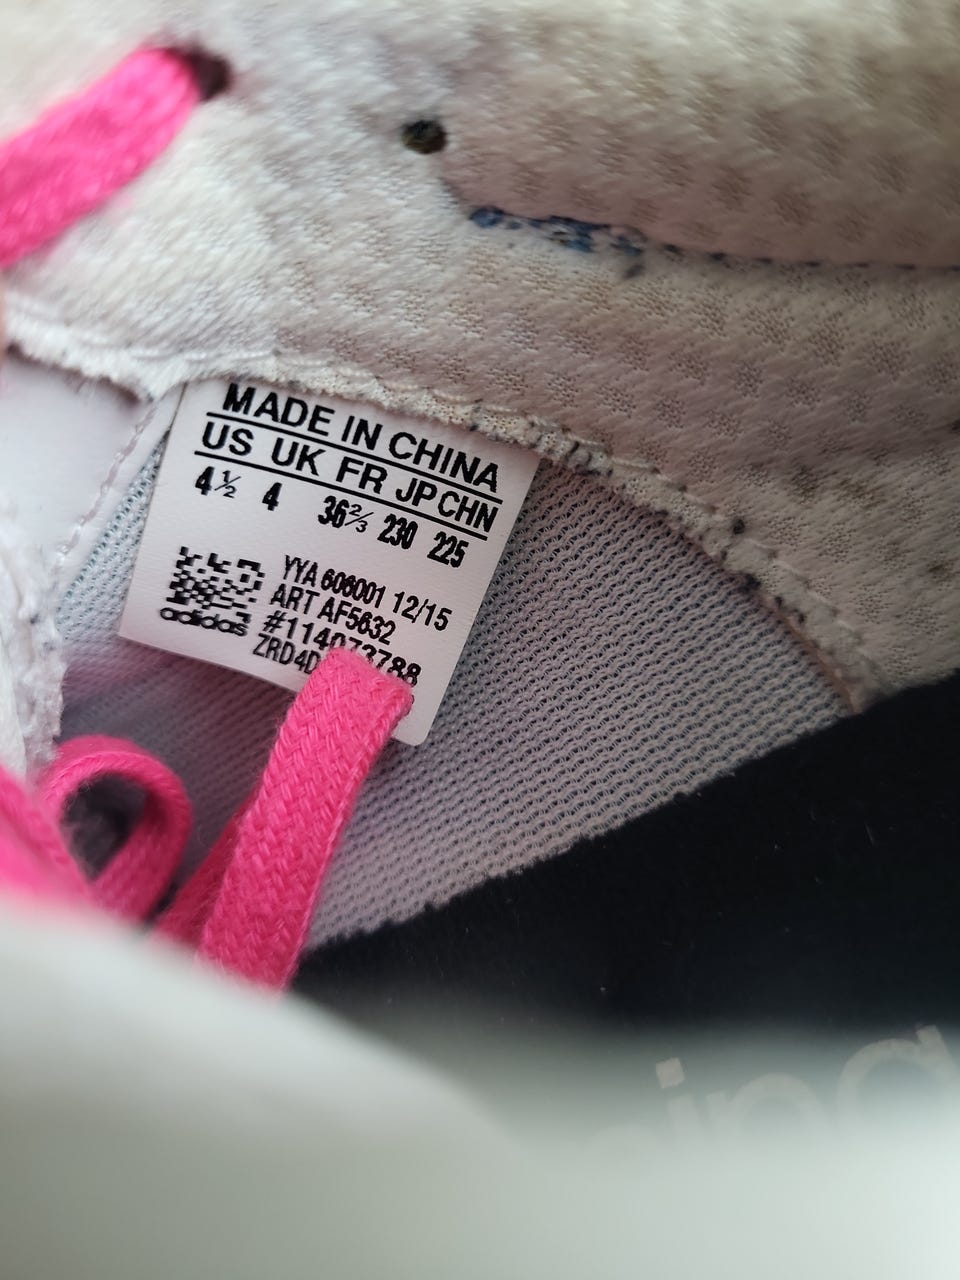 MADE IN CHINA
US UK FR JP CHN
4½ 4 36⅔ 230 225
YYA 606001 12/15
ART AF5632
adidas